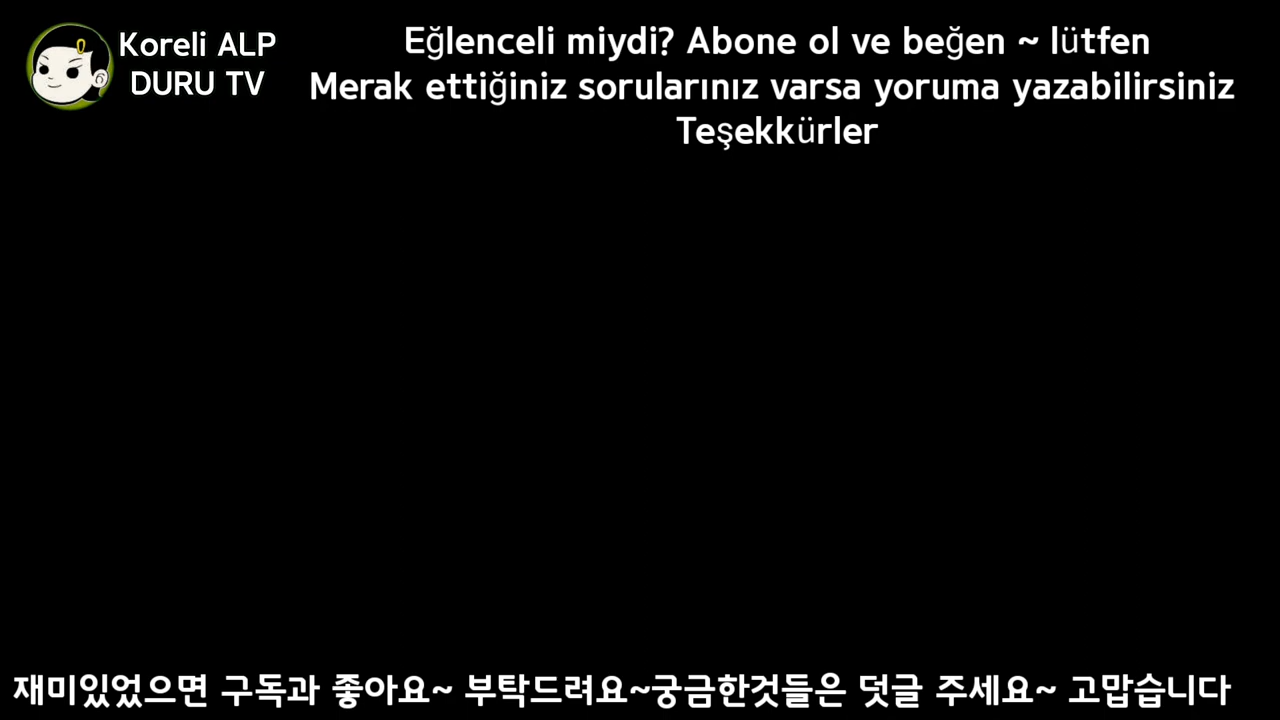 Koreli ALP
DURU TV
Eğlenceli miydi? Abone ol ve beğen ~ lütfen
Merak ettiğiniz sorularınız varsa yoruma yazabilirsiniz
Teşekkürler
재미있었으면 구독과 좋아요~ 부탁드려요~궁금한것들은 덧글 주세요~ 고맙습니다